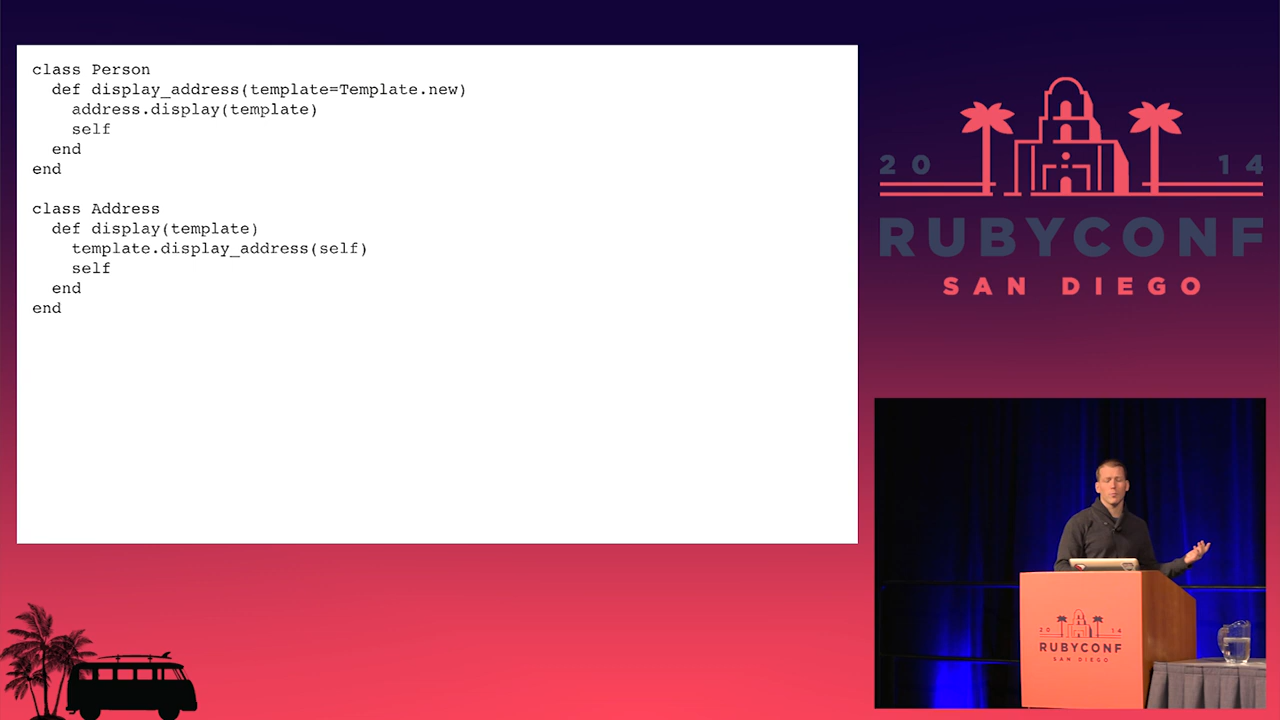 class Person
  def display_address(template=Template.new)
    address.display(template)
    self
  end
end
class Address
  def display(template)
    template.display_address(self)
    self
  end
end
20 14
RUBYCONF
SAN DIEGO
20 14
RUBYCONF
SAN DIEGO